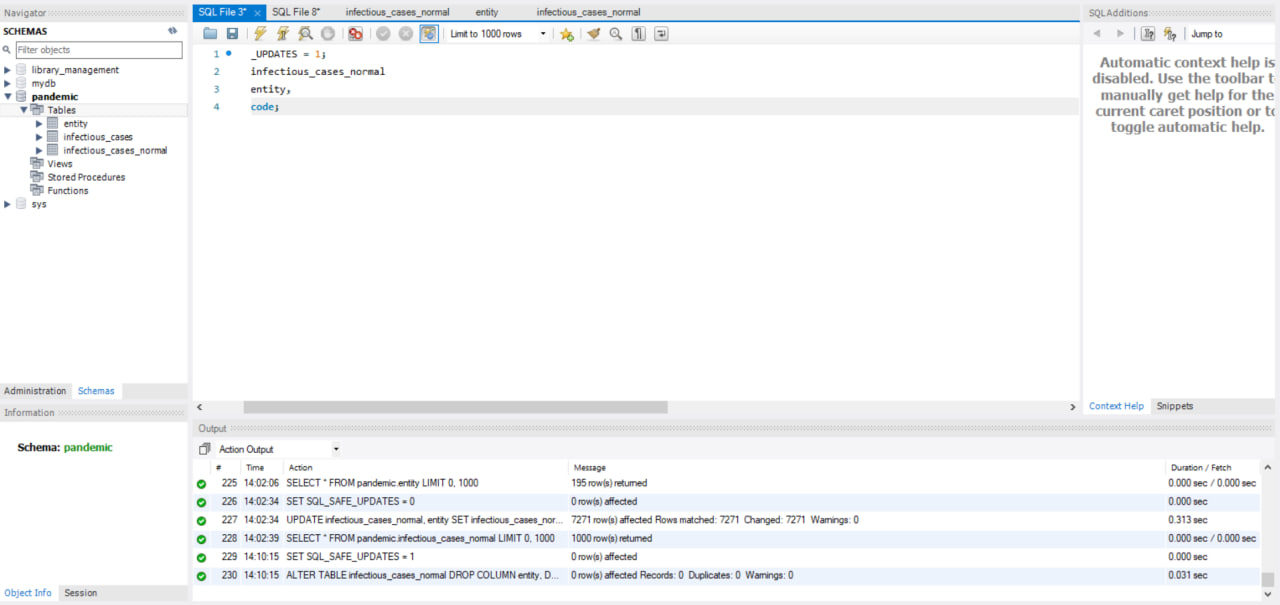 Navigator
SCHEMAS
Filter objects
library_management
mydb
pandemic
Tables
entity
infectious_cases
infectious_cases_normal
Views
Stored Procedures
Functions
sys
Administration Schemas
Information
Schema: pandemic
Object Info Session
SQL File 3* SQL File 8* infectious_cases_normal entity infectious_cases_normal
Limit to 1000 rows
1 _UPDATES = 1;
2 infectious_cases_normal
3 entity,
4 code;
Output
Action Output
# Time Action Message Duration / Fetch
225 14:02:06 SELECT * FROM pandemic.entity LIMIT 0, 1000 195 row(s) returned 0.000 sec / 0.000 sec
226 14:02:34 SET SQL_SAFE_UPDATES = 0 0 row(s) affected 0.000 sec
227 14:02:34 UPDATE infectious_cases_normal, entity SET infectious_cases_nor... 7271 row(s) affected Rows matched: 7271 Changed: 7271 Warnings: 0 0.313 sec
228 14:02:39 SELECT * FROM pandemic.infectious_cases_normal LIMIT 0, 1000 1000 row(s) returned 0.000 sec / 0.000 sec
229 14:10:15 SET SQL_SAFE_UPDATES = 1 0 row(s) affected 0.000 sec
230 14:10:15 ALTER TABLE infectious_cases_normal DROP COLUMN entity, D... 0 row(s) affected Records: 0 Duplicates: 0 Warnings: 0 0.031 sec
SQLAdditions
Jump to
Automatic context help is
disabled. Use the toolbar t
manually get help for the
current caret position or to
toggle automatic help.
Context Help Snippets